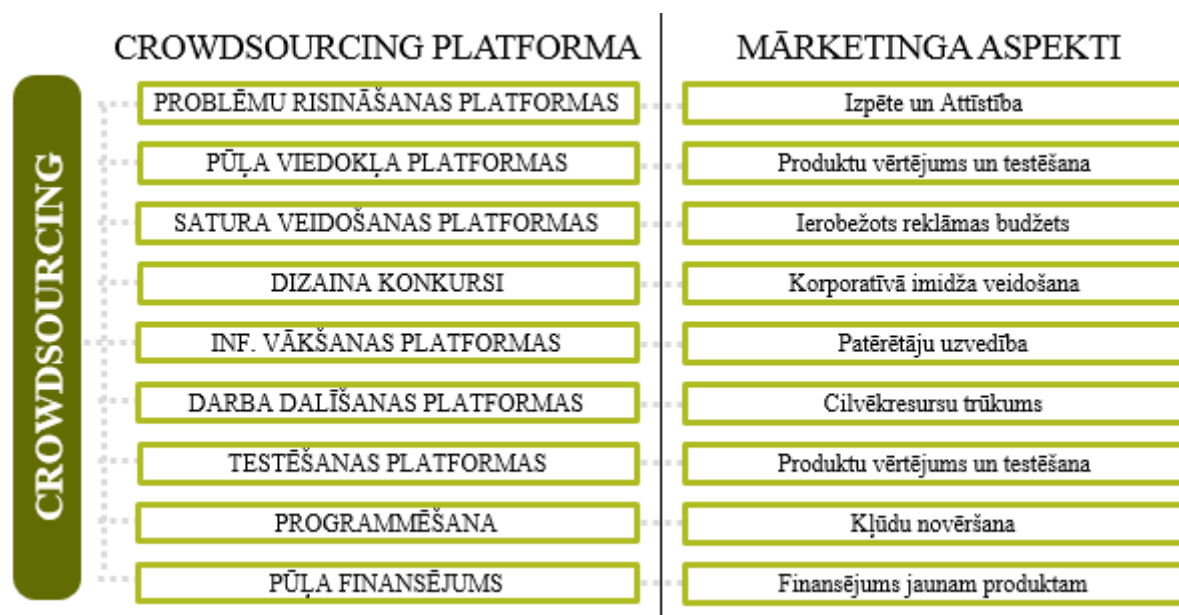 CROWDSOURCING PLATFORMA
MĀRKETINGA ASPEKTI
CROWDSOURCING
PROBLĒMU RISINĀŠANAS PLATFORMAS
Izpēte un Attīstība
PŪĻA VIEDOKĻA PLATFORMAS
Produktu vērtējums un testēšana
SATURA VEIDOŠANAS PLATFORMAS
Ierobežots reklāmas budžets
DIZAINA KONKURSI
Korporatīvā imidža veidošana
INF. VĀKŠANAS PLATFORMAS
Patērētāju uzvedība
DARBA DALĪŠANAS PLATFORMAS
Cilvēkresursu trūkums
TESTĒŠANAS PLATFORMAS
Produktu vērtējums un testēšana
PROGRAMMĒŠANA
Kļūdu novēršana
PŪĻA FINANSĒJUMS
Finansējums jaunam produktam